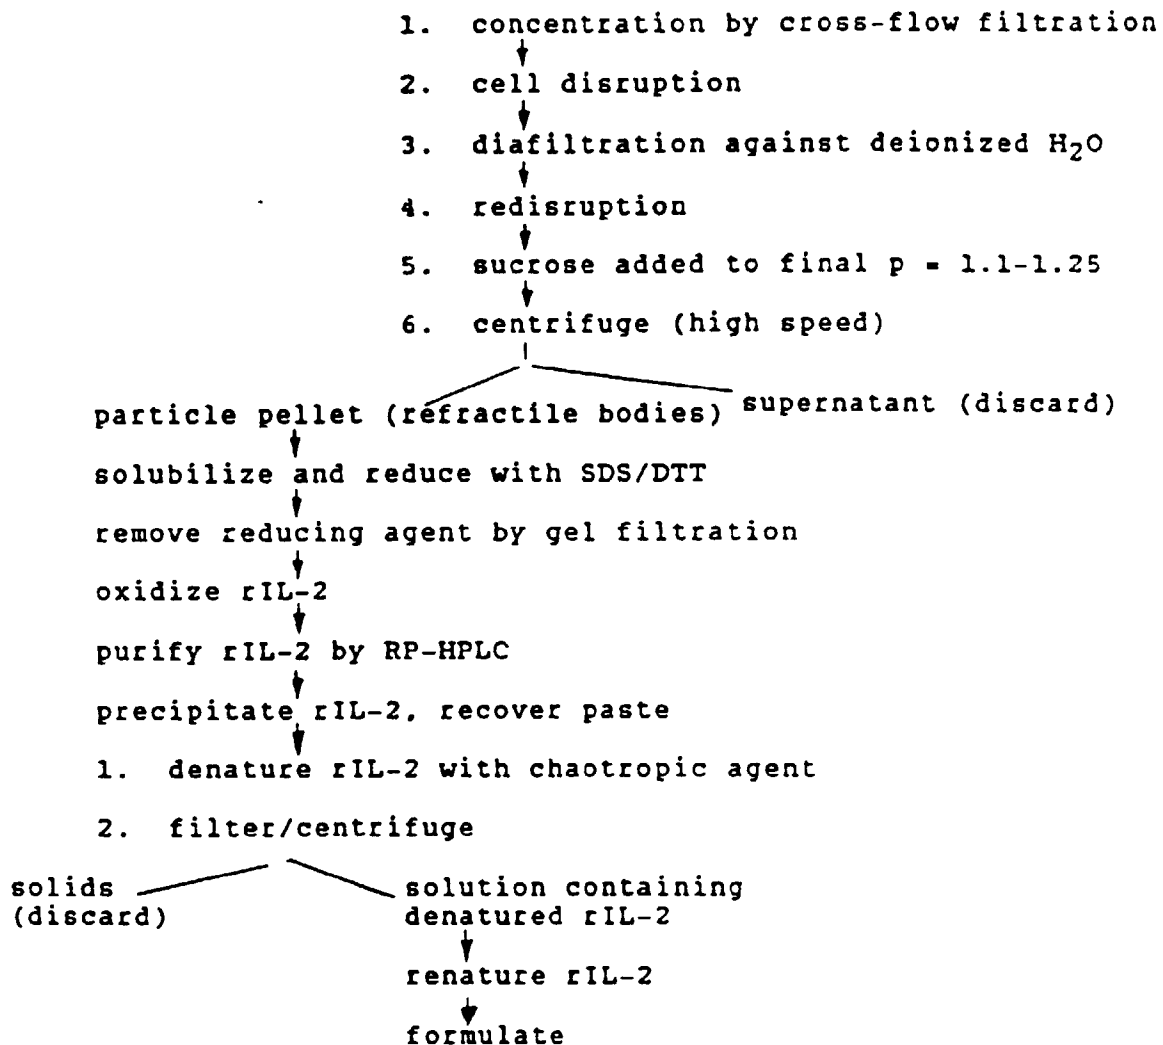 1. concentration by cross-flow filtration
2. cell disruption
3. diafiltration against deionized H₂O
4. redisruption
5. sucrose added to final p = 1.1-1.25
6. centrifuge (high speed)
particle pellet (refractile bodies)
supernatant (discard)
solubilize and reduce with SDS/DTT
remove reducing agent by gel filtration
oxidize rIL-2
purify rIL-2 by RP-HPLC
precipitate rIL-2, recover paste
1. denature rIL-2 with chaotropic agent
2. filter/centrifuge
solids
(discard)
solution containing
denatured rIL-2
renature rIL-2
formulate